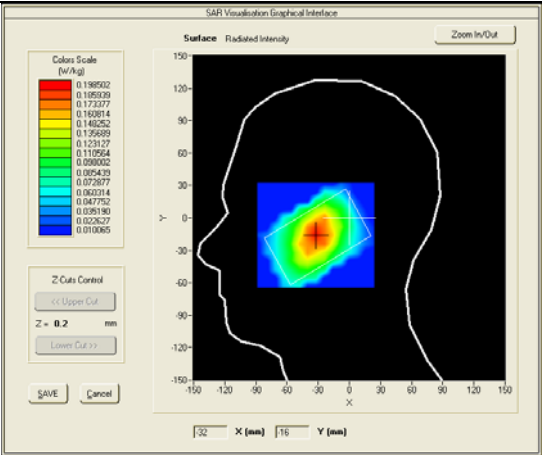 SAR Visualisation Graphical Interface
Surface Radiated Intensity
Zoom In/Out
Colors Scale
(W/kg)
0.198502
0.185939
0.173377
0.160814
0.148252
0.135689
0.123127
0.110564
0.098002
0.085439
0.072877
0.060314
0.047752
0.035190
0.022627
0.010065
Z-Cuts Control
<< Upper Cut
Z = 0.2 mm
Lower Cut >>
SAVE Cancel
150
120
90
60
30
0
-30
-60
-90
-120
-150
Y
-150 -120 -90 -60 -30 0 30 60 90 120 150
X
-32 X (mm) -16 Y (mm)